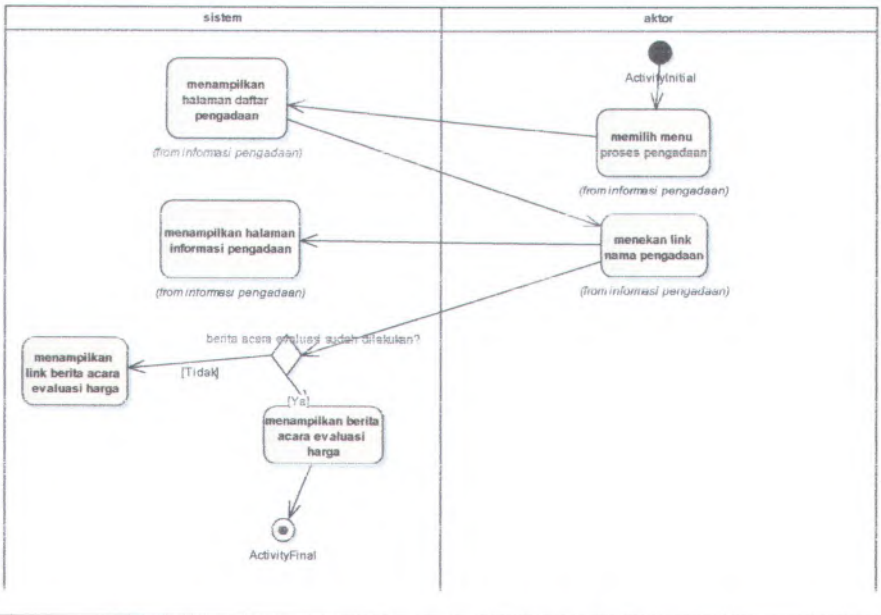 sistem
aktor
ActivityInitial
menampilkan
halaman daftar
pengadaan
(from informasi pengadaan)
memilih menu
proses pengadaan
(from informasi pengadaan)
menampilkan halaman
informasi pengadaan
(from informasi pengadaan)
menekan link
nama pengadaan
(from informasi pengadaan)
berita acara evaluasi sudah dilakukan?
menampilkan
link berita acara
evaluasi harga
[Tidak]
[Ya]
menampilkan berita
acara evaluasi
harga
ActivityFinal